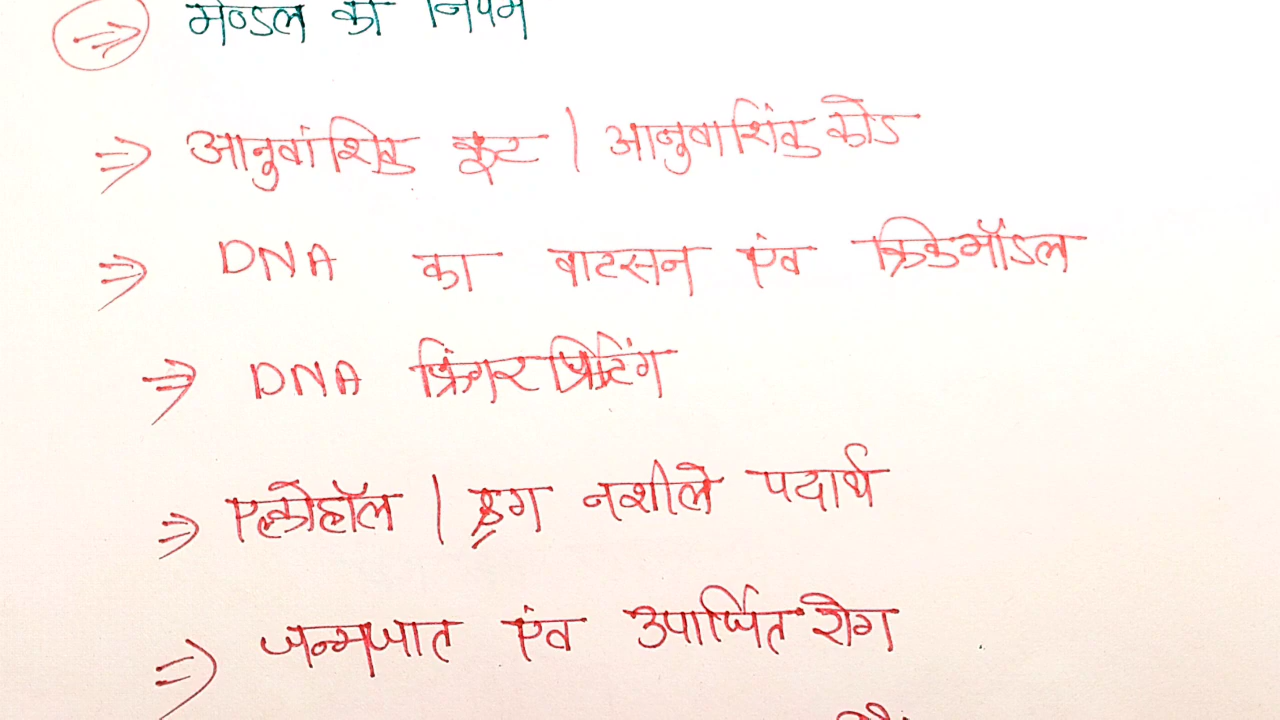 ⇒ मेण्डल का नियम
⇒ आनुवांशिक कूट | आनुवाशिंक कोड
⇒ DNA का वाटसन एंव क्रिकमॉडल
⇒ DNA फिंगर प्रिटिंग
⇒ एल्कोहॉल | ड्रग नशीले पदार्थ
⇒ जन्मजात एंव उपार्जित रोग